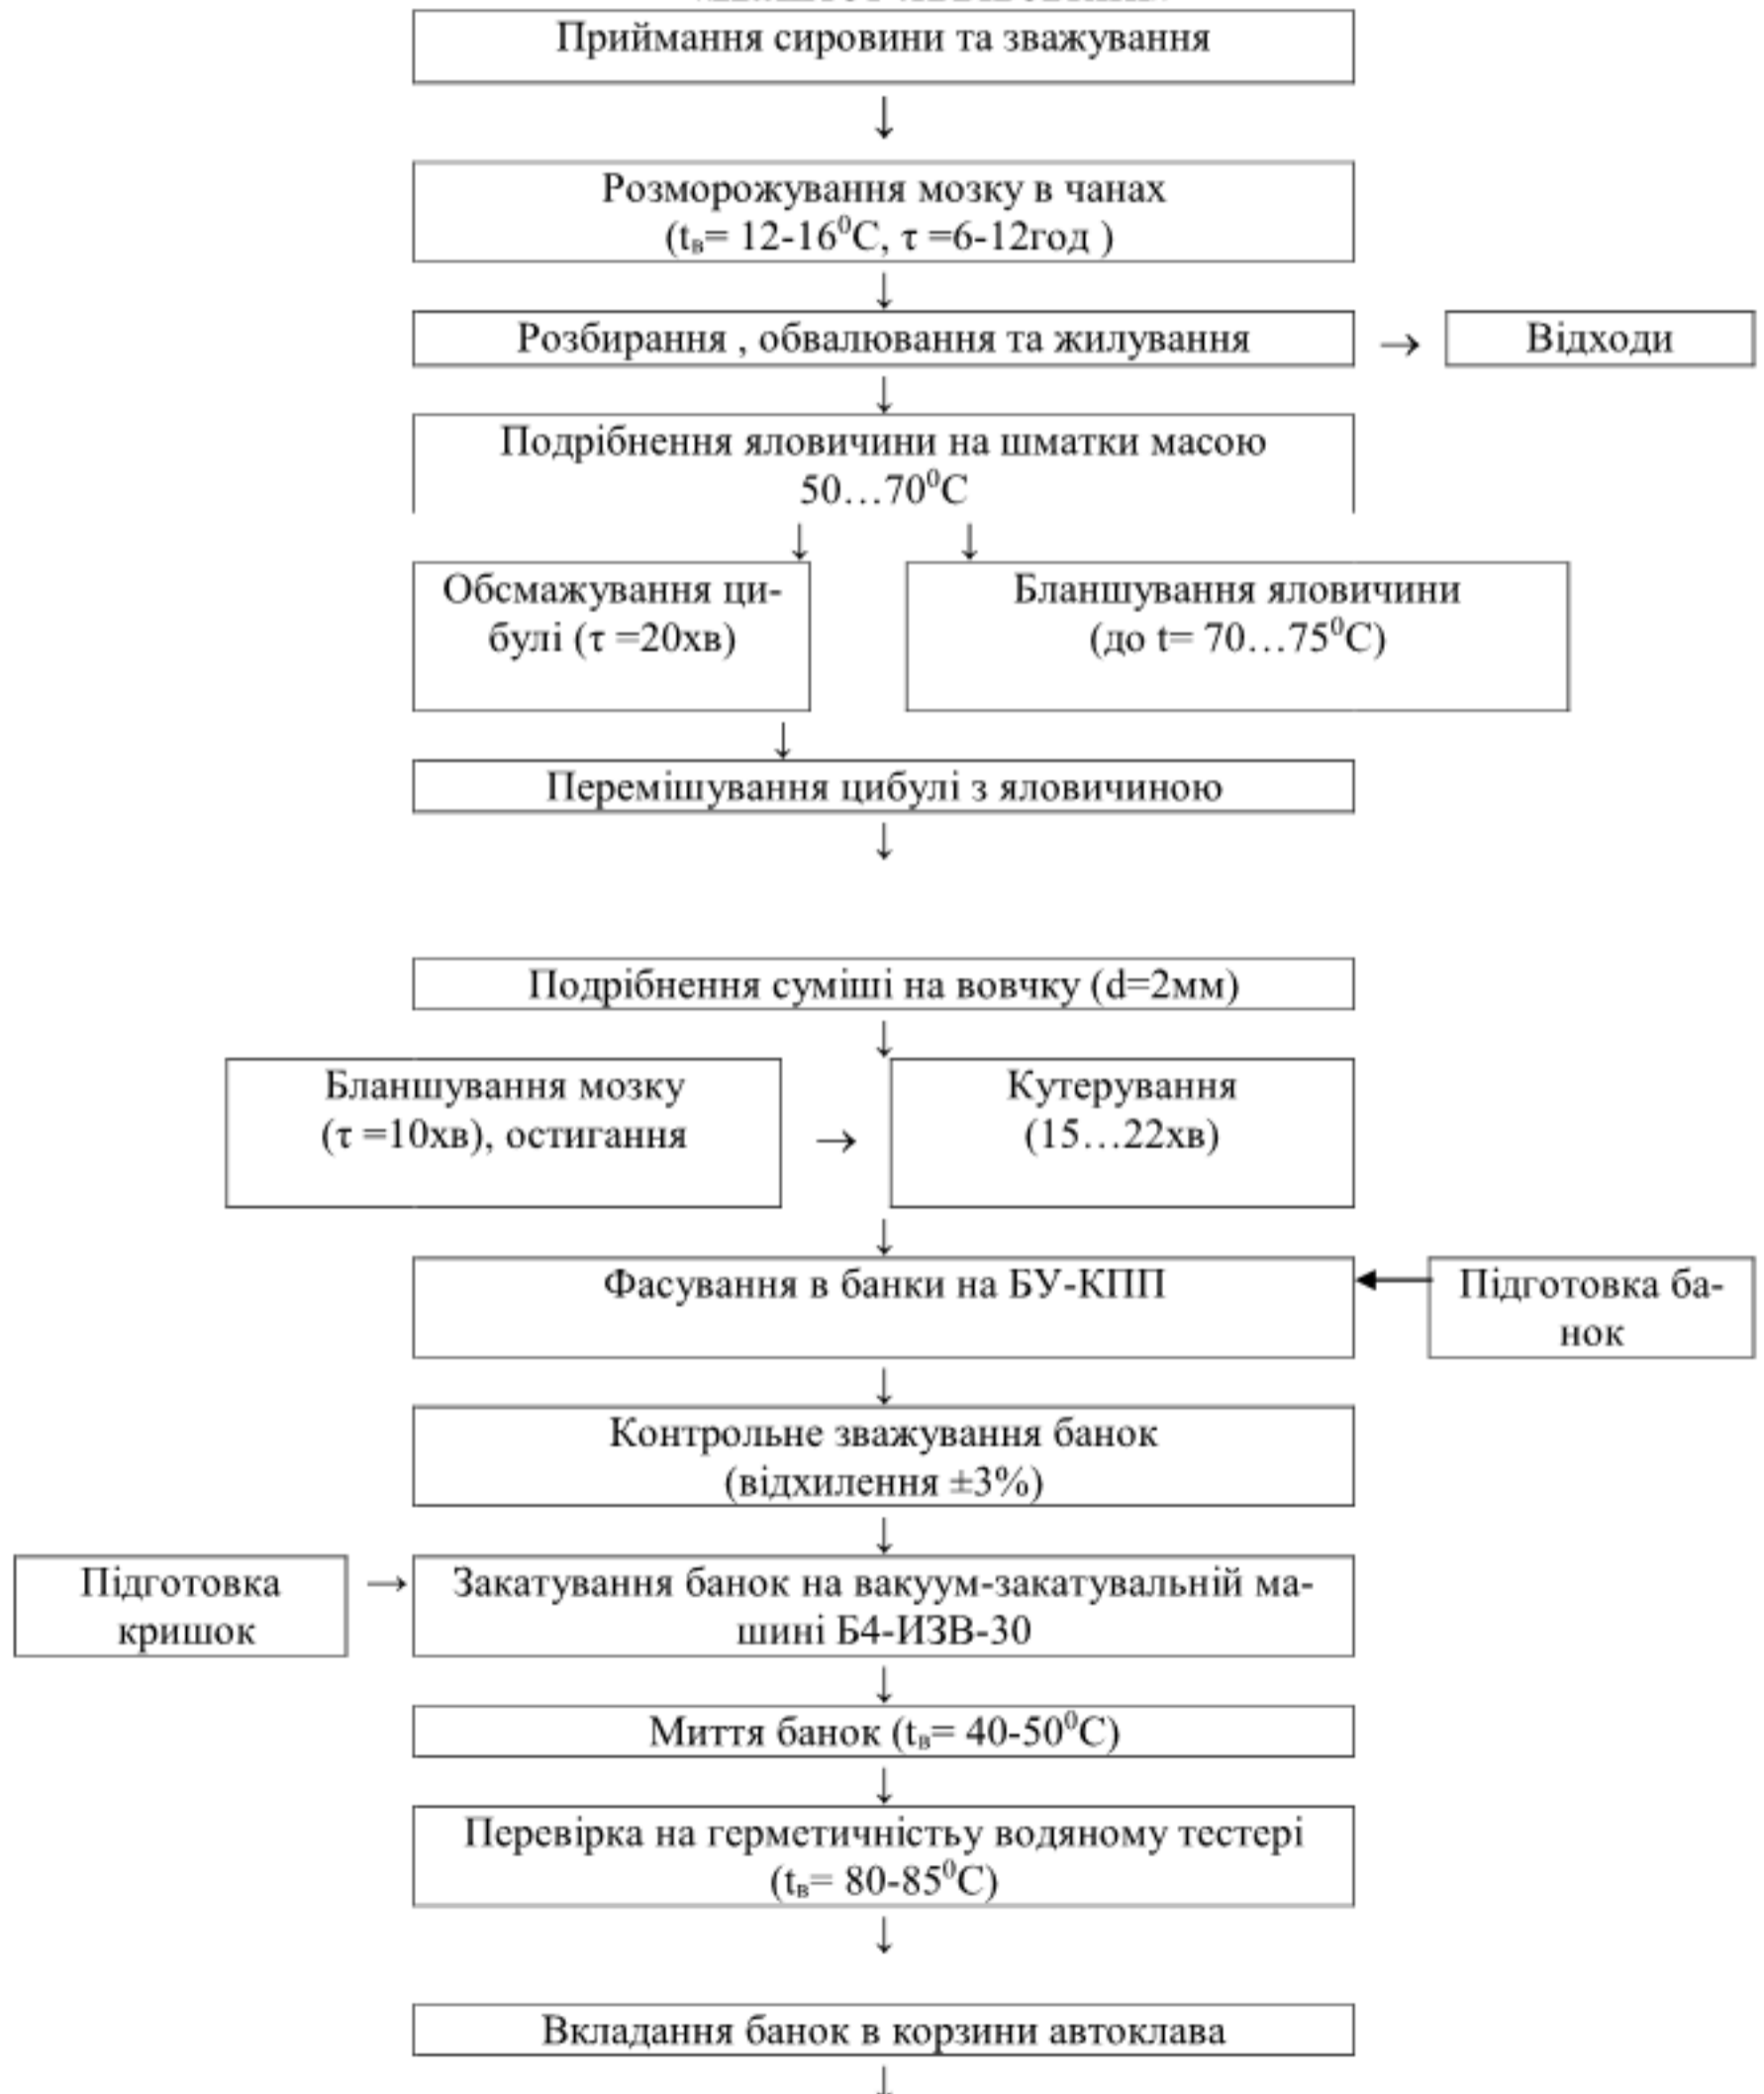 Приймання сировини та зважування
↓
Розморожування мозку в чанах
(tв= 12-16⁰С, τ =6-12год )
↓
Розбирання , обвалювання та жилування → Відходи
↓
Подрібнення яловичини на шматки масою
50…70⁰С
↓ ↓
Обсмажування ци-
булі (τ =20хв)
Бланшування яловичини
(до t= 70…75⁰С)
↓
Перемішування цибулі з яловичиною
↓
Подрібнення суміші на вовчку (d=2мм)
↓
Бланшування мозку
(τ =10хв), остигання
→
Кутерування
(15…22хв)
↓
Фасування в банки на БУ-КПП
Підготовка ба-
нок
↓
Контрольне зважування банок
(відхилення ±3%)
↓
Підготовка
кришок
→
Закатування банок на вакуум-закатувальній ма-
шині Б4-ИЗВ-30
↓
Миття банок (tв= 40-50⁰С)
↓
Перевірка на герметичністьу водяному тестері
(tв= 80-85⁰С)
↓
Вкладання банок в корзини автоклава
↓